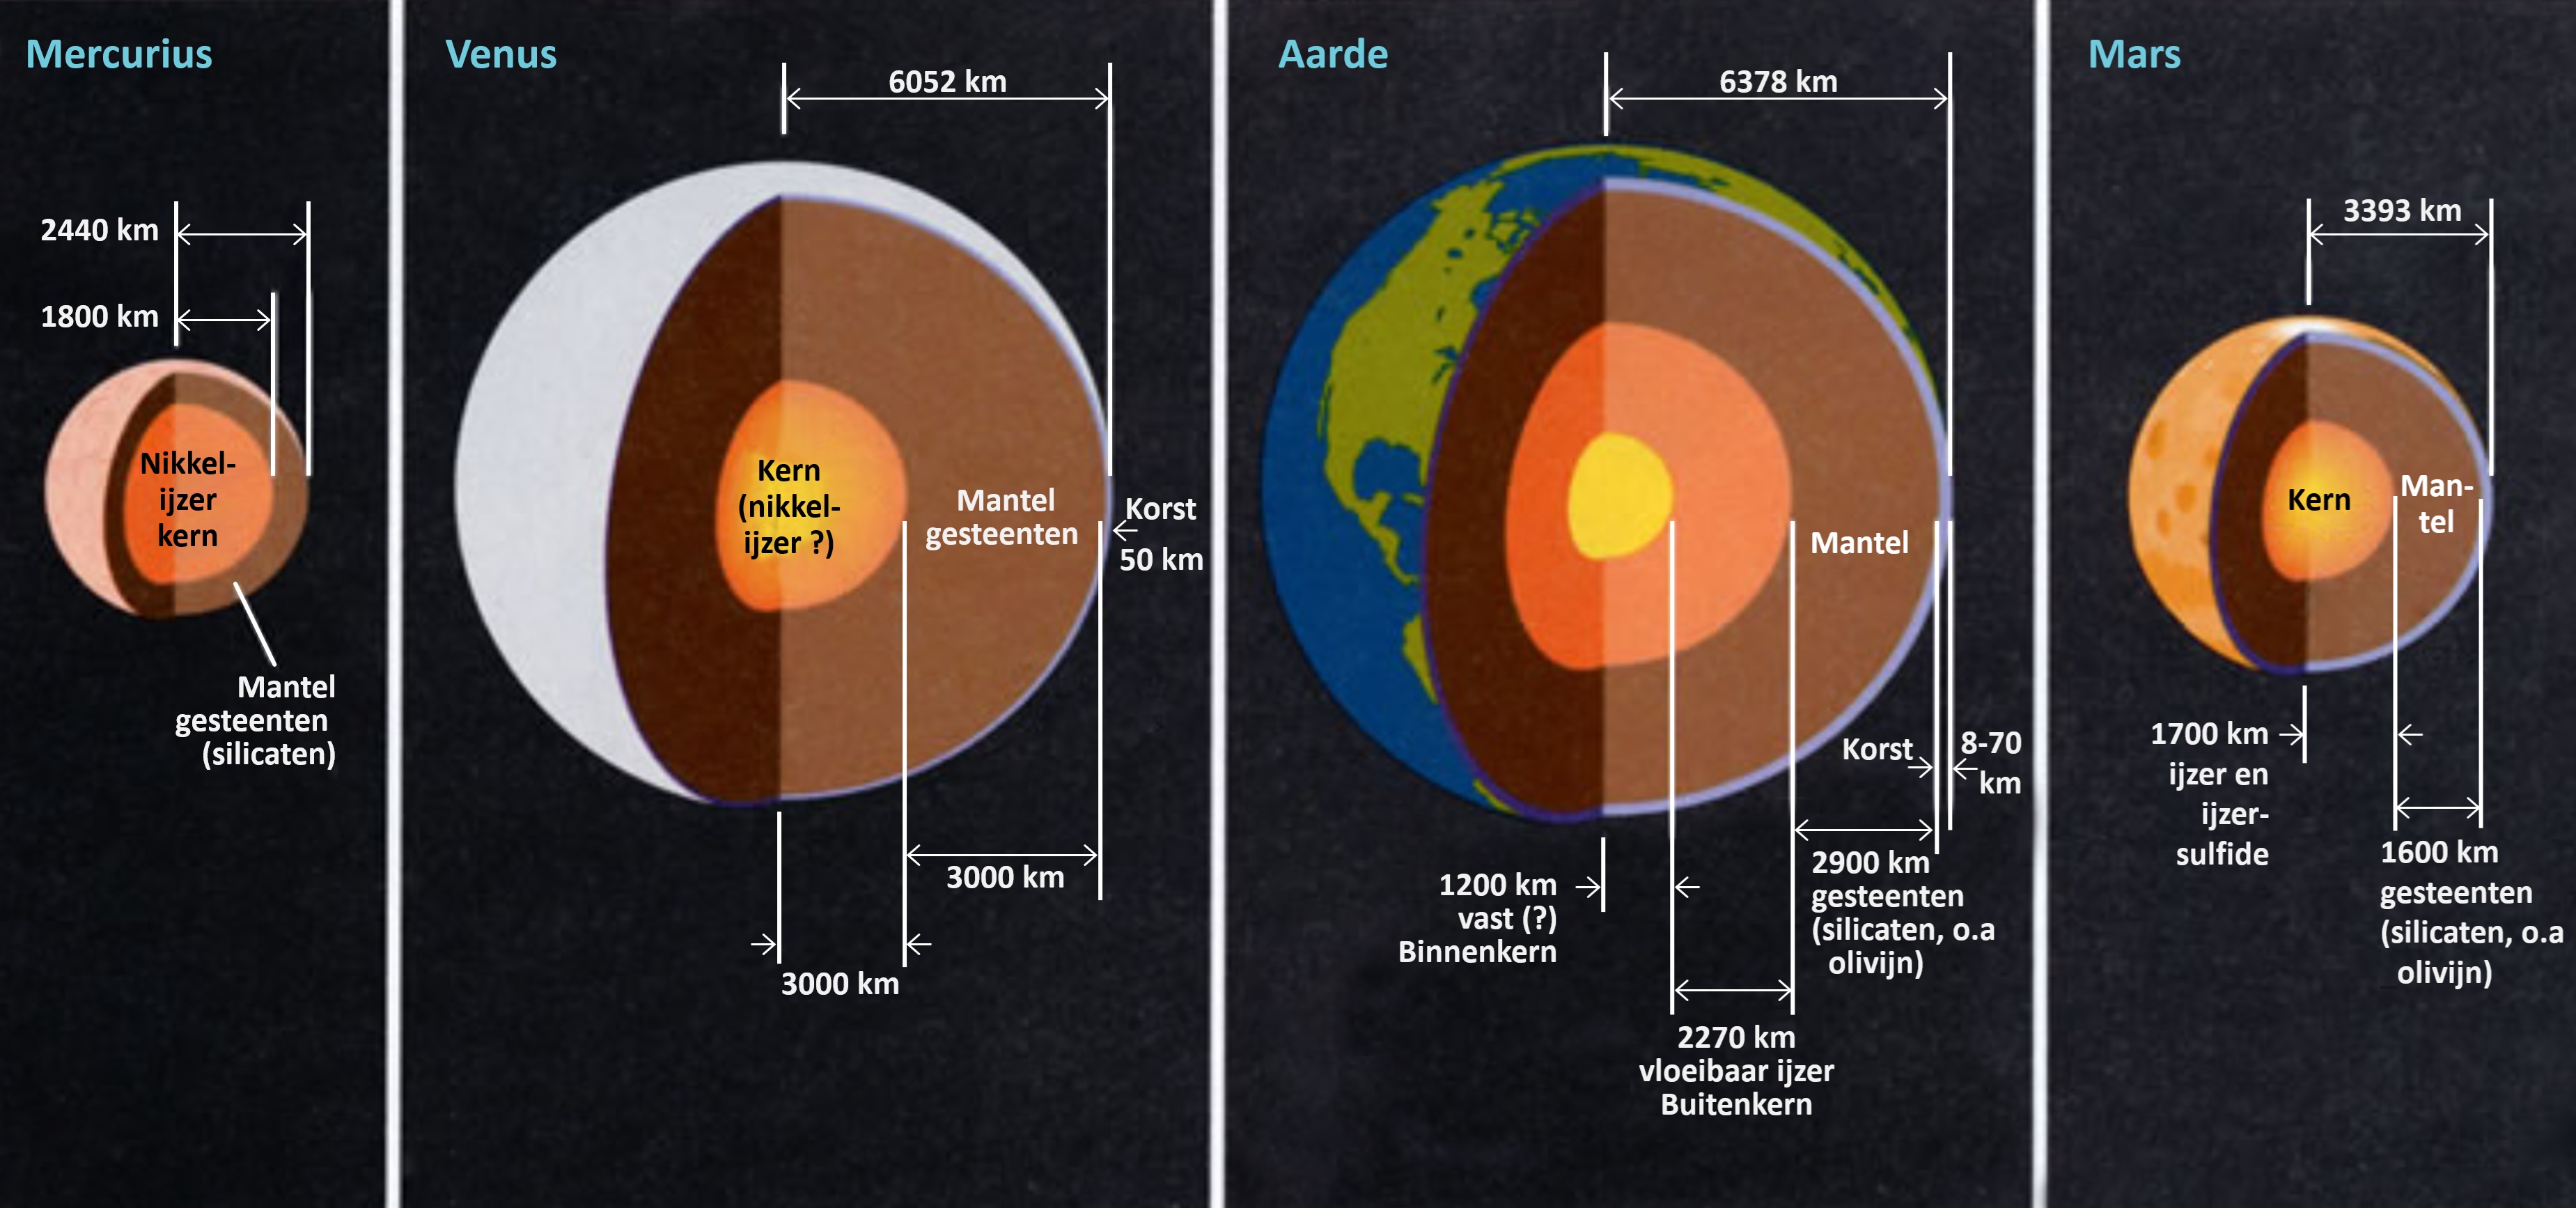 Mercurius
2440 km
1800 km
Nikkel-
ijzer
kern
Mantel
gesteenten
(silicaten)
Venus
6052 km
Kern
(nikkel-
ijzer ?)
Mantel
gesteenten
Korst
50 km
3000 km
3000 km
Aarde
6378 km
Mantel
Korst
8-70
km
2900 km
gesteenten
(silicaten, o.a
olivijn)
1200 km
vast (?)
Binnenkern
2270 km
vloeibaar ijzer
Buitenkern
Mars
3393 km
Kern
Man-
tel
1700 km
ijzer en
ijzer-
sulfide
1600 km
gesteenten
(silicaten, o.a
olivijn)